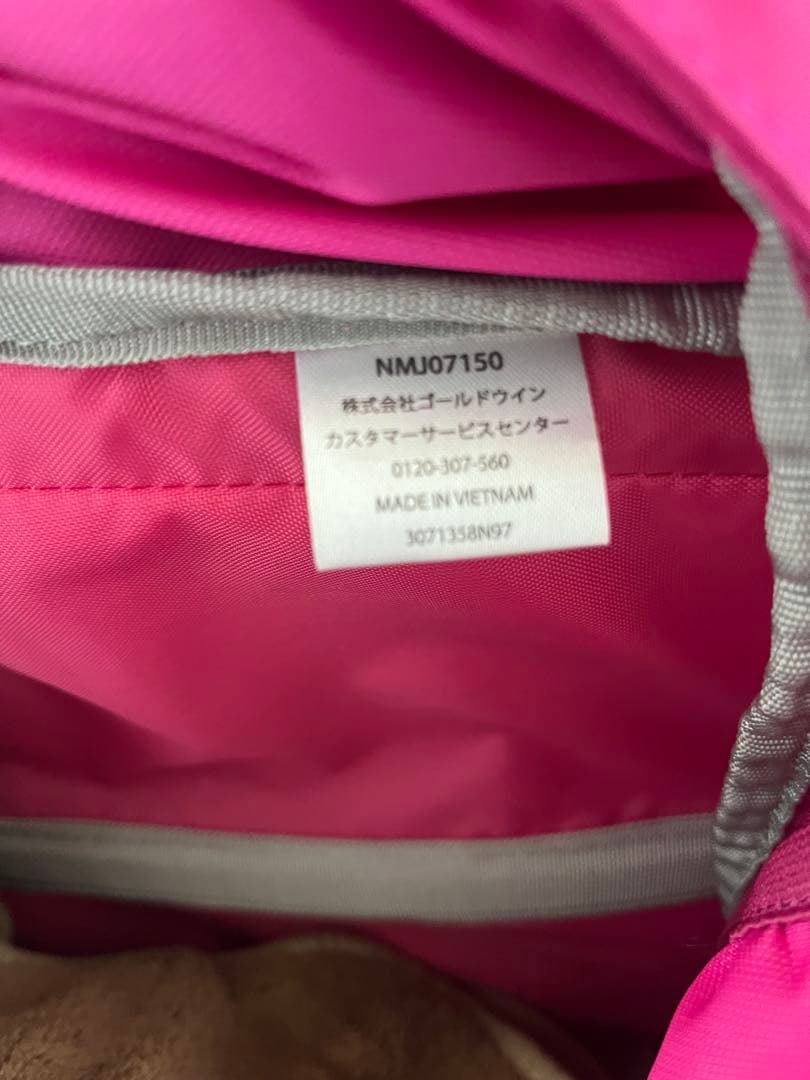 NMJ07150
株式会社ゴールドウイン
カスタマーサービスセンター
0120-307-560
MADE IN VIETNAM
3071358N97